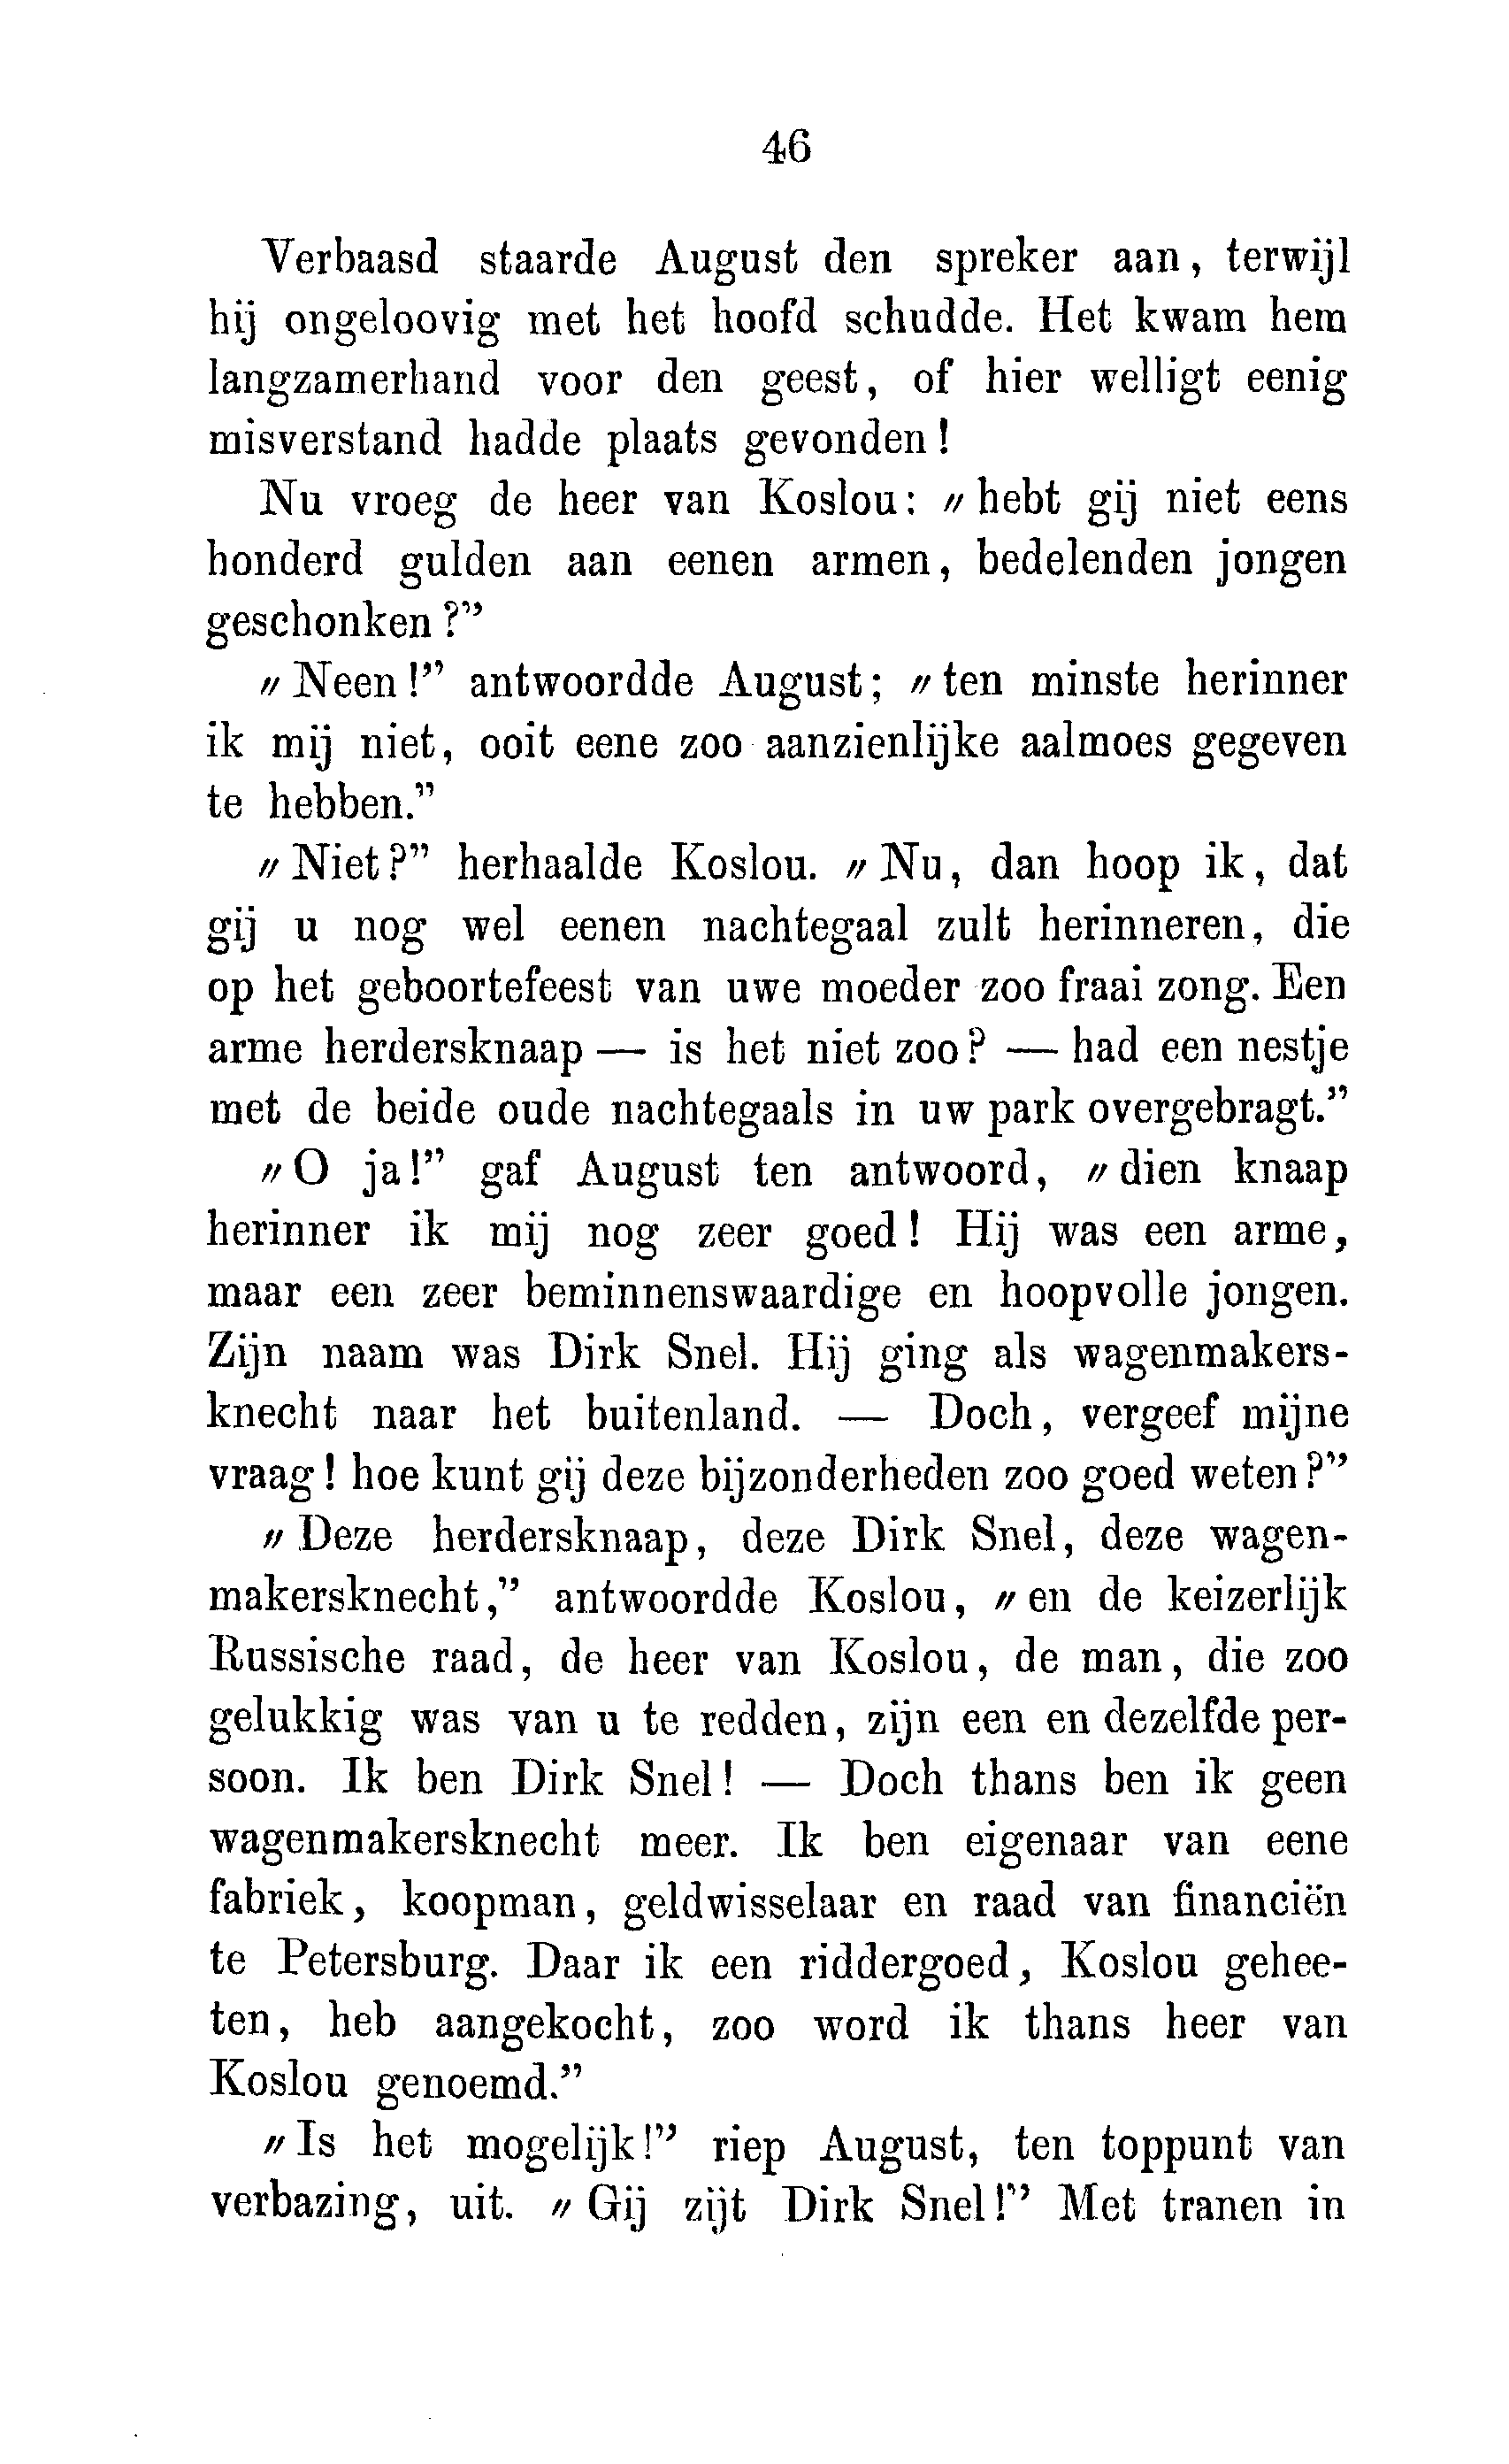 46
Verbaasd staarde August den spreker aan, terwijl
hij ongeloovig met het hoofd schudde. Het kwam hem
langzamerhand voor den geest, of hier welligt eenig
misverstand hadde plaats gevonden!
Nu vroeg de heer van Koslou: "hebt gij niet eens
honderd gulden aan eenen armen, bedelenden jongen
geschonken?"
"Neen!" antwoordde August; "ten minste herinner
ik mij niet, ooit eene zoo aanzienlijke aalmoes gegeven
te hebben."
"Niet?" herhaalde Koslou. "Nu, dan hoop ik, dat
gij u nog wel eenen nachtegaal zult herinneren, die
op het geboortefeest van uwe moeder zoo fraai zong. Een
arme herdersknaap — is het niet zoo? — had een nestje
met de beide oude nachtegaals in uw park overgebragt."
"O ja!" gaf August ten antwoord, "dien knaap
herinner ik mij nog zeer goed! Hij was een arme,
maar een zeer beminnenswaardige en hoopvolle jongen.
Zijn naam was Dirk Snel. Hij ging als wagenmakers-
knecht naar het buitenland. — Doch, vergeef mijne
vraag! hoe kunt gij deze bijzonderheden zoo goed weten?"
"Deze herdersknaap, deze Dirk Snel, deze wagen-
makersknecht," antwoordde Koslou, "en de keizerlijk
Russische raad, de heer van Koslou, de man, die zoo
gelukkig was van u te redden, zijn een en dezelfde per-
soon. Ik ben Dirk Snel! — Doch thans ben ik geen
wagenmakersknecht meer. Ik ben eigenaar van eene
fabriek, koopman, geldwisselaar en raad van financiën
te Petersburg. Daar ik een riddergoed, Koslou gehee-
ten, heb aangekocht, zoo word ik thans heer van
Koslou genoemd."
"Is het mogelijk!" riep August, ten toppunt van
verbazing, uit. "Gij zijt Dirk Snel!" Met tranen in